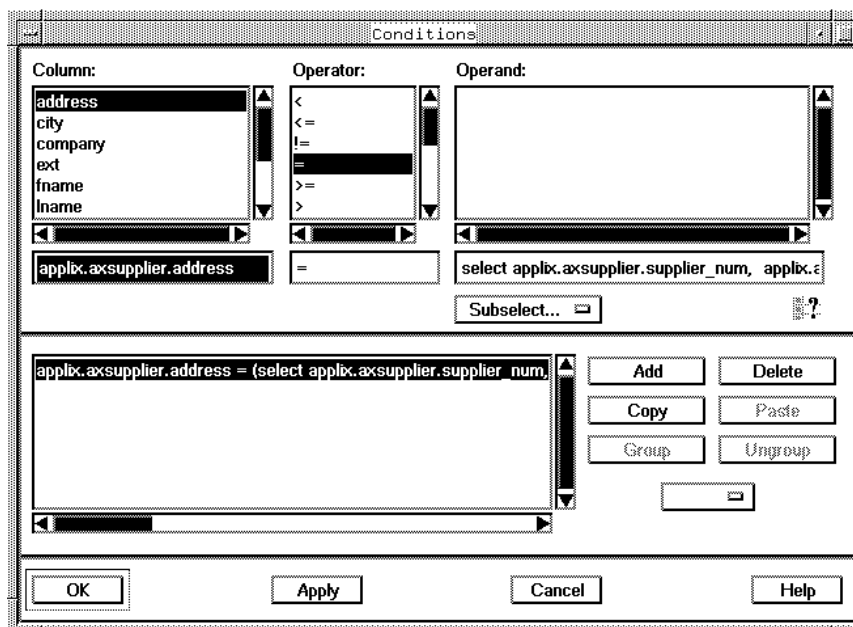 Conditions
Column:
Operator:
Operand:
address
city
company
ext
fname
lname
<
<=
!=
=
>=
>
applix.axsupplier.address
=
select applix.axsupplier.supplier_num, applix.a
Subselect...
?
applix.axsupplier.address = (select applix.axsupplier.supplier_num,
Add
Delete
Copy
Paste
Group
Ungroup
OK
Apply
Cancel
Help